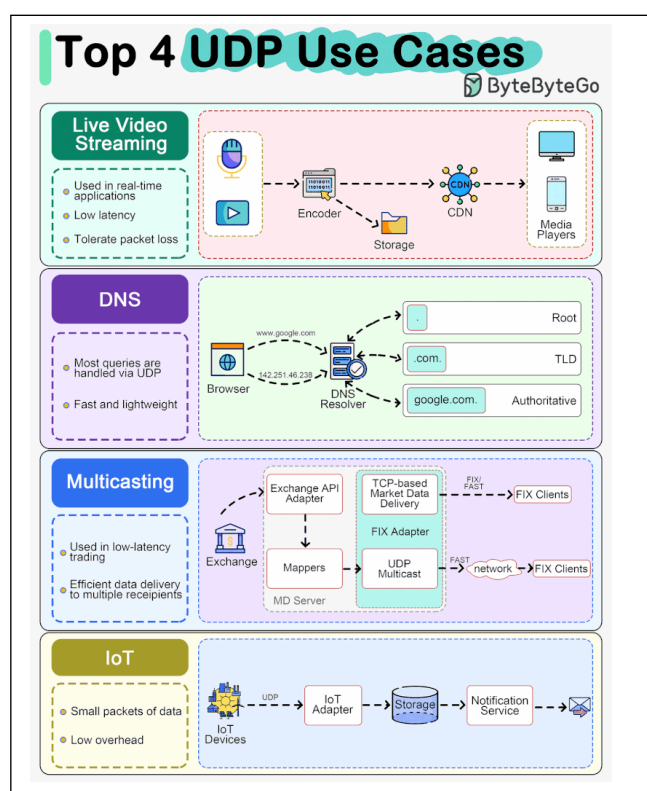 Top 4 UDP Use Cases
ByteByteGo
Live Video
Streaming
Used in real-time
applications
Low latency
Tolerate packet loss
11010011
11010011
Encoder
Storage
CDN
CDN
Media
Players
DNS
Most queries are
handled via UDP
Fast and lightweight
www.google.com
142.251.46.238
Browser
DNS
Resolver
. Root
.com. TLD
google.com. Authoritative
Multicasting
Used in low-latency
trading
Efficient data delivery
to multiple receipients
Exchange
Exchange API
Adapter
Mappers
MD Server
TCP-based
Market Data
Delivery
FIX Adapter
UDP
Multicast
FIX/
FAST
FIX Clients
FAST
network
FIX Clients
IoT
Small packets of data
Low overhead
IoT
Devices
UDP
IoT
Adapter
Storage
Notification
Service